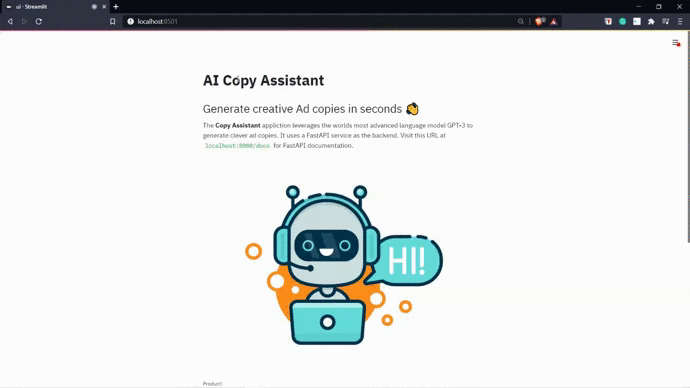 ui · Streamlit
localhost:8501
AI Copy Assistant
Generate creative Ad copies in seconds
The Copy Assistant appliction leverages the worlds most advanced language model GPT-3 to
generate clever ad copies. It uses a FastAPI service as the backend. Visit this URL at
localhost:8000/docs for FastAPI documentation.
HI!
Product: